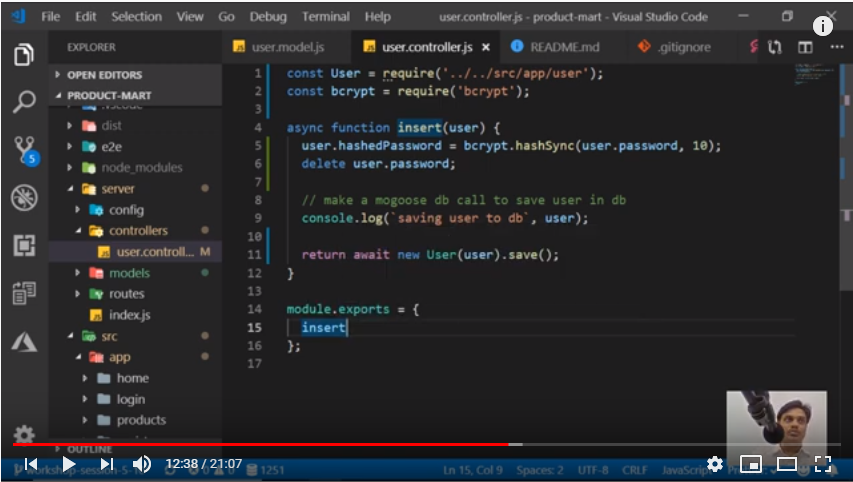 File Edit Selection View Go Debug Terminal Help user.controller.js - product-mart - Visual Studio Code
EXPLORER
user.model.js user.controller.js README.md .gitignore
OPEN EDITORS
PRODUCT-MART
.vscode
dist
e2e
node_modules
server
config
controllers
user.controll... M
models
routes
index.js
src
app
home
login
products
OUTLINE
5
1 const User = require('../../src/app/user');
2 const bcrypt = require('bcrypt');
3
4 async function insert(user) {
5 user.hashedPassword = bcrypt.hashSync(user.password, 10);
6 delete user.password;
7
8 // make a mogoose db call to save user in db
9 console.log(`saving user to db`, user);
10
11 return await new User(user).save();
12 }
13
14 module.exports = {
15 insert
16 };
17
12:38 / 21:07
1251 Ln 15, Col 9 Spaces: 2 UTF-8 CRLF JavaScript